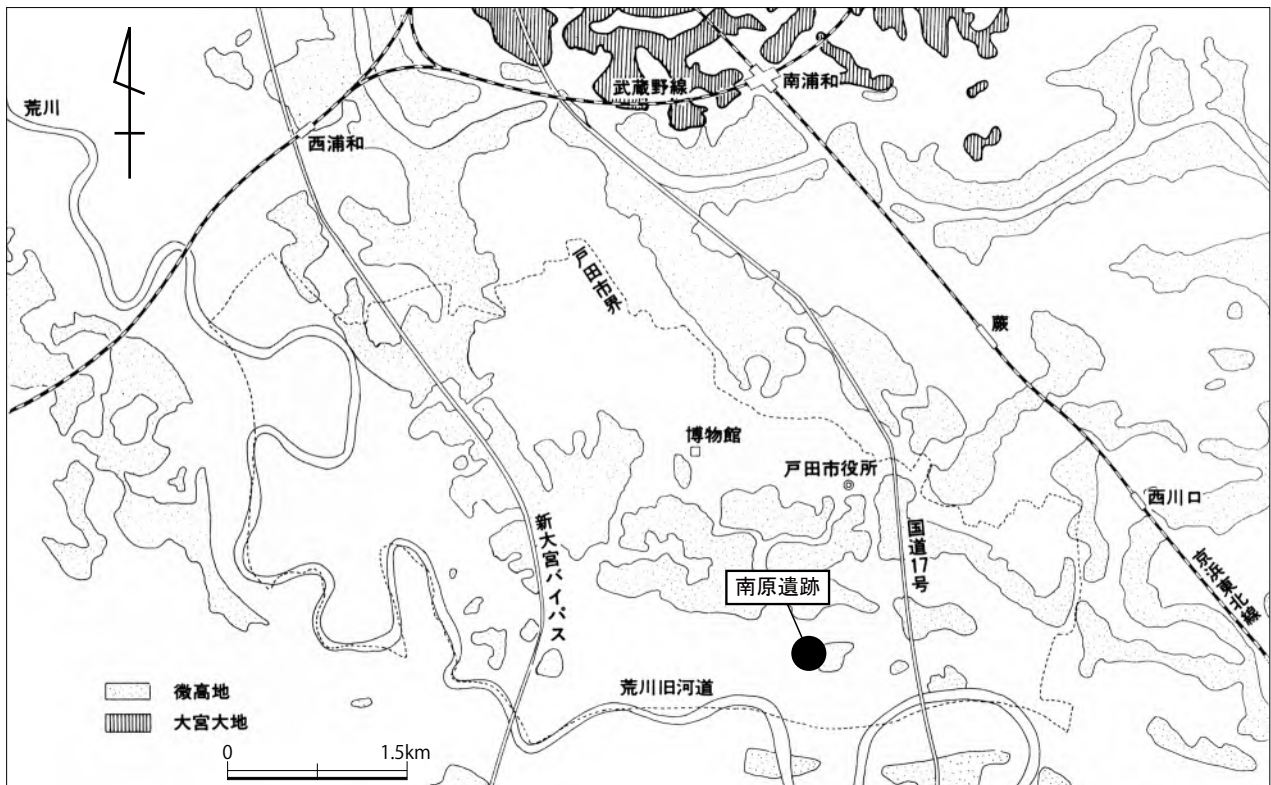 武蔵野線
南浦和
荒川
西浦和
戸田市界
蕨
博物館
戸田市役所
西川口
新大宮バイパス
国道17号
京浜東北線
南原遺跡
荒川旧河道
微高地
大宮大地
0
1.5km